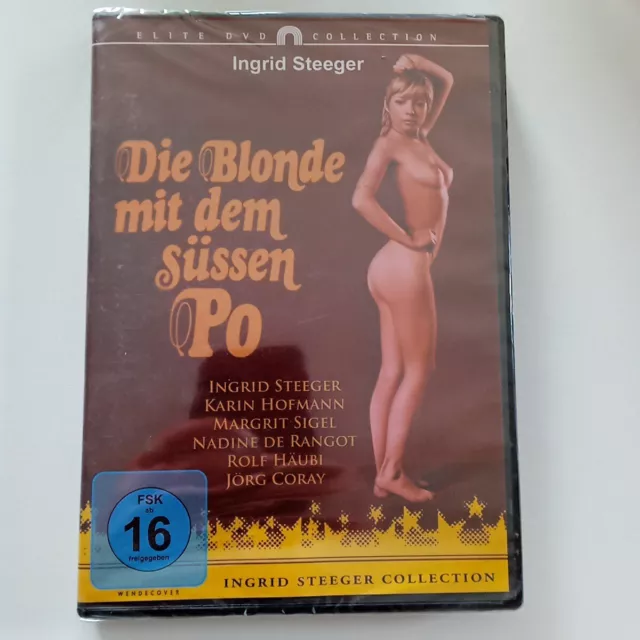 ELITE DVD COLLECTION
Ingrid Steeger
Die Blonde
mit dem
süssen
Po
INGRID STEEGER
KARIN HOFMANN
MARGRIT SIGEL
NADINE DE RANGOT
ROLF HÄUBI
JÖRG CORAY
FSK
ab
16
freigegeben
WENDECOVER
INGRID STEEGER COLLECTION